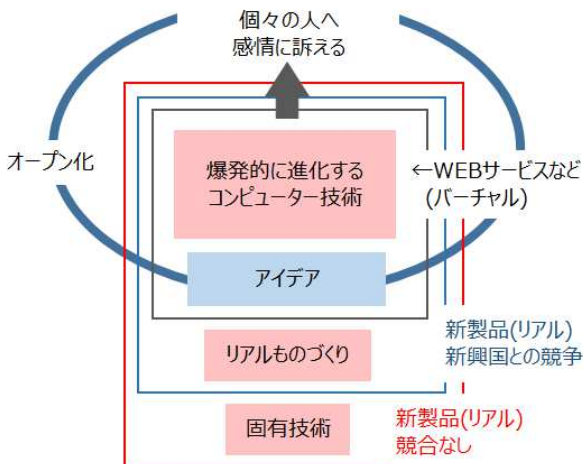 個々の人へ
感情に訴える
オープン化
爆発的に進化する
コンピューター技術
←WEBサービスなど
(バーチャル)
アイデア
新製品(リアル)
新興国との競争
リアルものづくり
新製品(リアル)
競合なし
固有技術